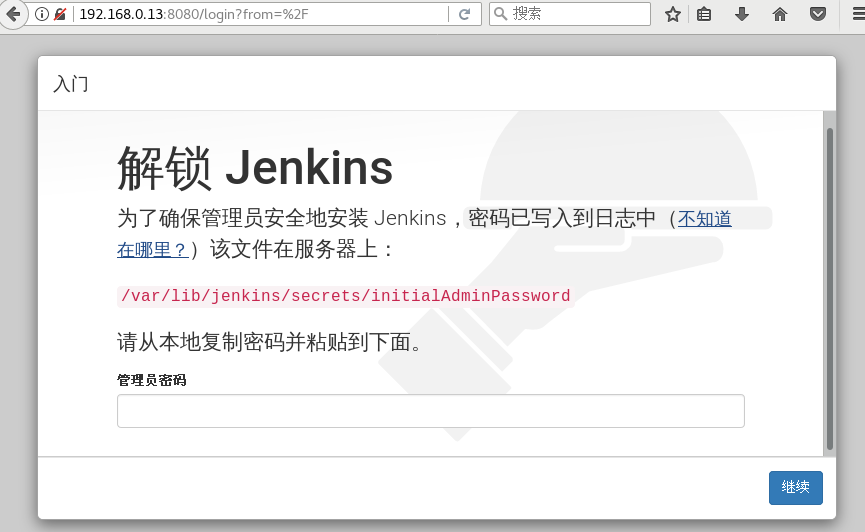 192.168.0.13:8080/login?from=%2F
搜索
入门
解锁 Jenkins
为了确保管理员安全地安装 Jenkins，密码已写入到日志中（不知道
在哪里？）该文件在服务器上：
/var/lib/jenkins/secrets/initialAdminPassword
请从本地复制密码并粘贴到下面。
管理员密码
继续